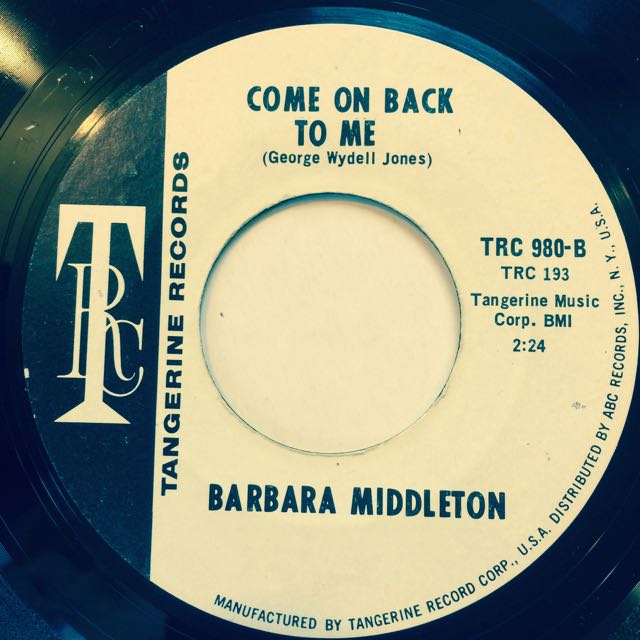 COME ON BACK
TO ME
(George Wydell Jones)
TRC
TANGERINE RECORDS
TRC 980-B
TRC 193
Tangerine Music
Corp. BMI
2:24
BARBARA MIDDLETON
MANUFACTURED BY TANGERINE RECORD CORP., U.S.A. DISTRIBUTED BY ABC RECORDS, INC., N. Y., U.S.A.